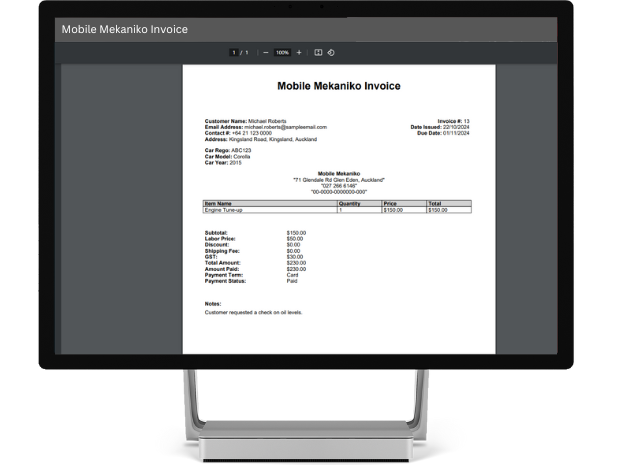 Mobile Mekaniko Invoice
1 / 1 — 100% +
Mobile Mekaniko Invoice
Customer Name: Michael Roberts
Email Address: michael.roberts@sampleemail.com
Contact #: +64 21 123 0000
Address: Kingsland Road, Kingsland, Auckland
Invoice #: 13
Date Issued: 22/10/2024
Due Date: 01/11/2024
Car Rego: ABC123
Car Model: Corolla
Car Year: 2015
Mobile Mekaniko
"71 Glendale Rd Glen Eden, Auckland"
"027 266 6146"
"00-0000-0000000-000"
Item Name Quantity Price Total
Engine Tune-up 1 $150.00 $150.00
Subtotal: $150.00
Labor Price: $50.00
Discount: $0.00
Shipping Fee: $0.00
GST: $30.00
Total Amount: $230.00
Amount Paid: $230.00
Payment Term: Card
Payment Status: Paid
Notes:
Customer requested a check on oil levels.